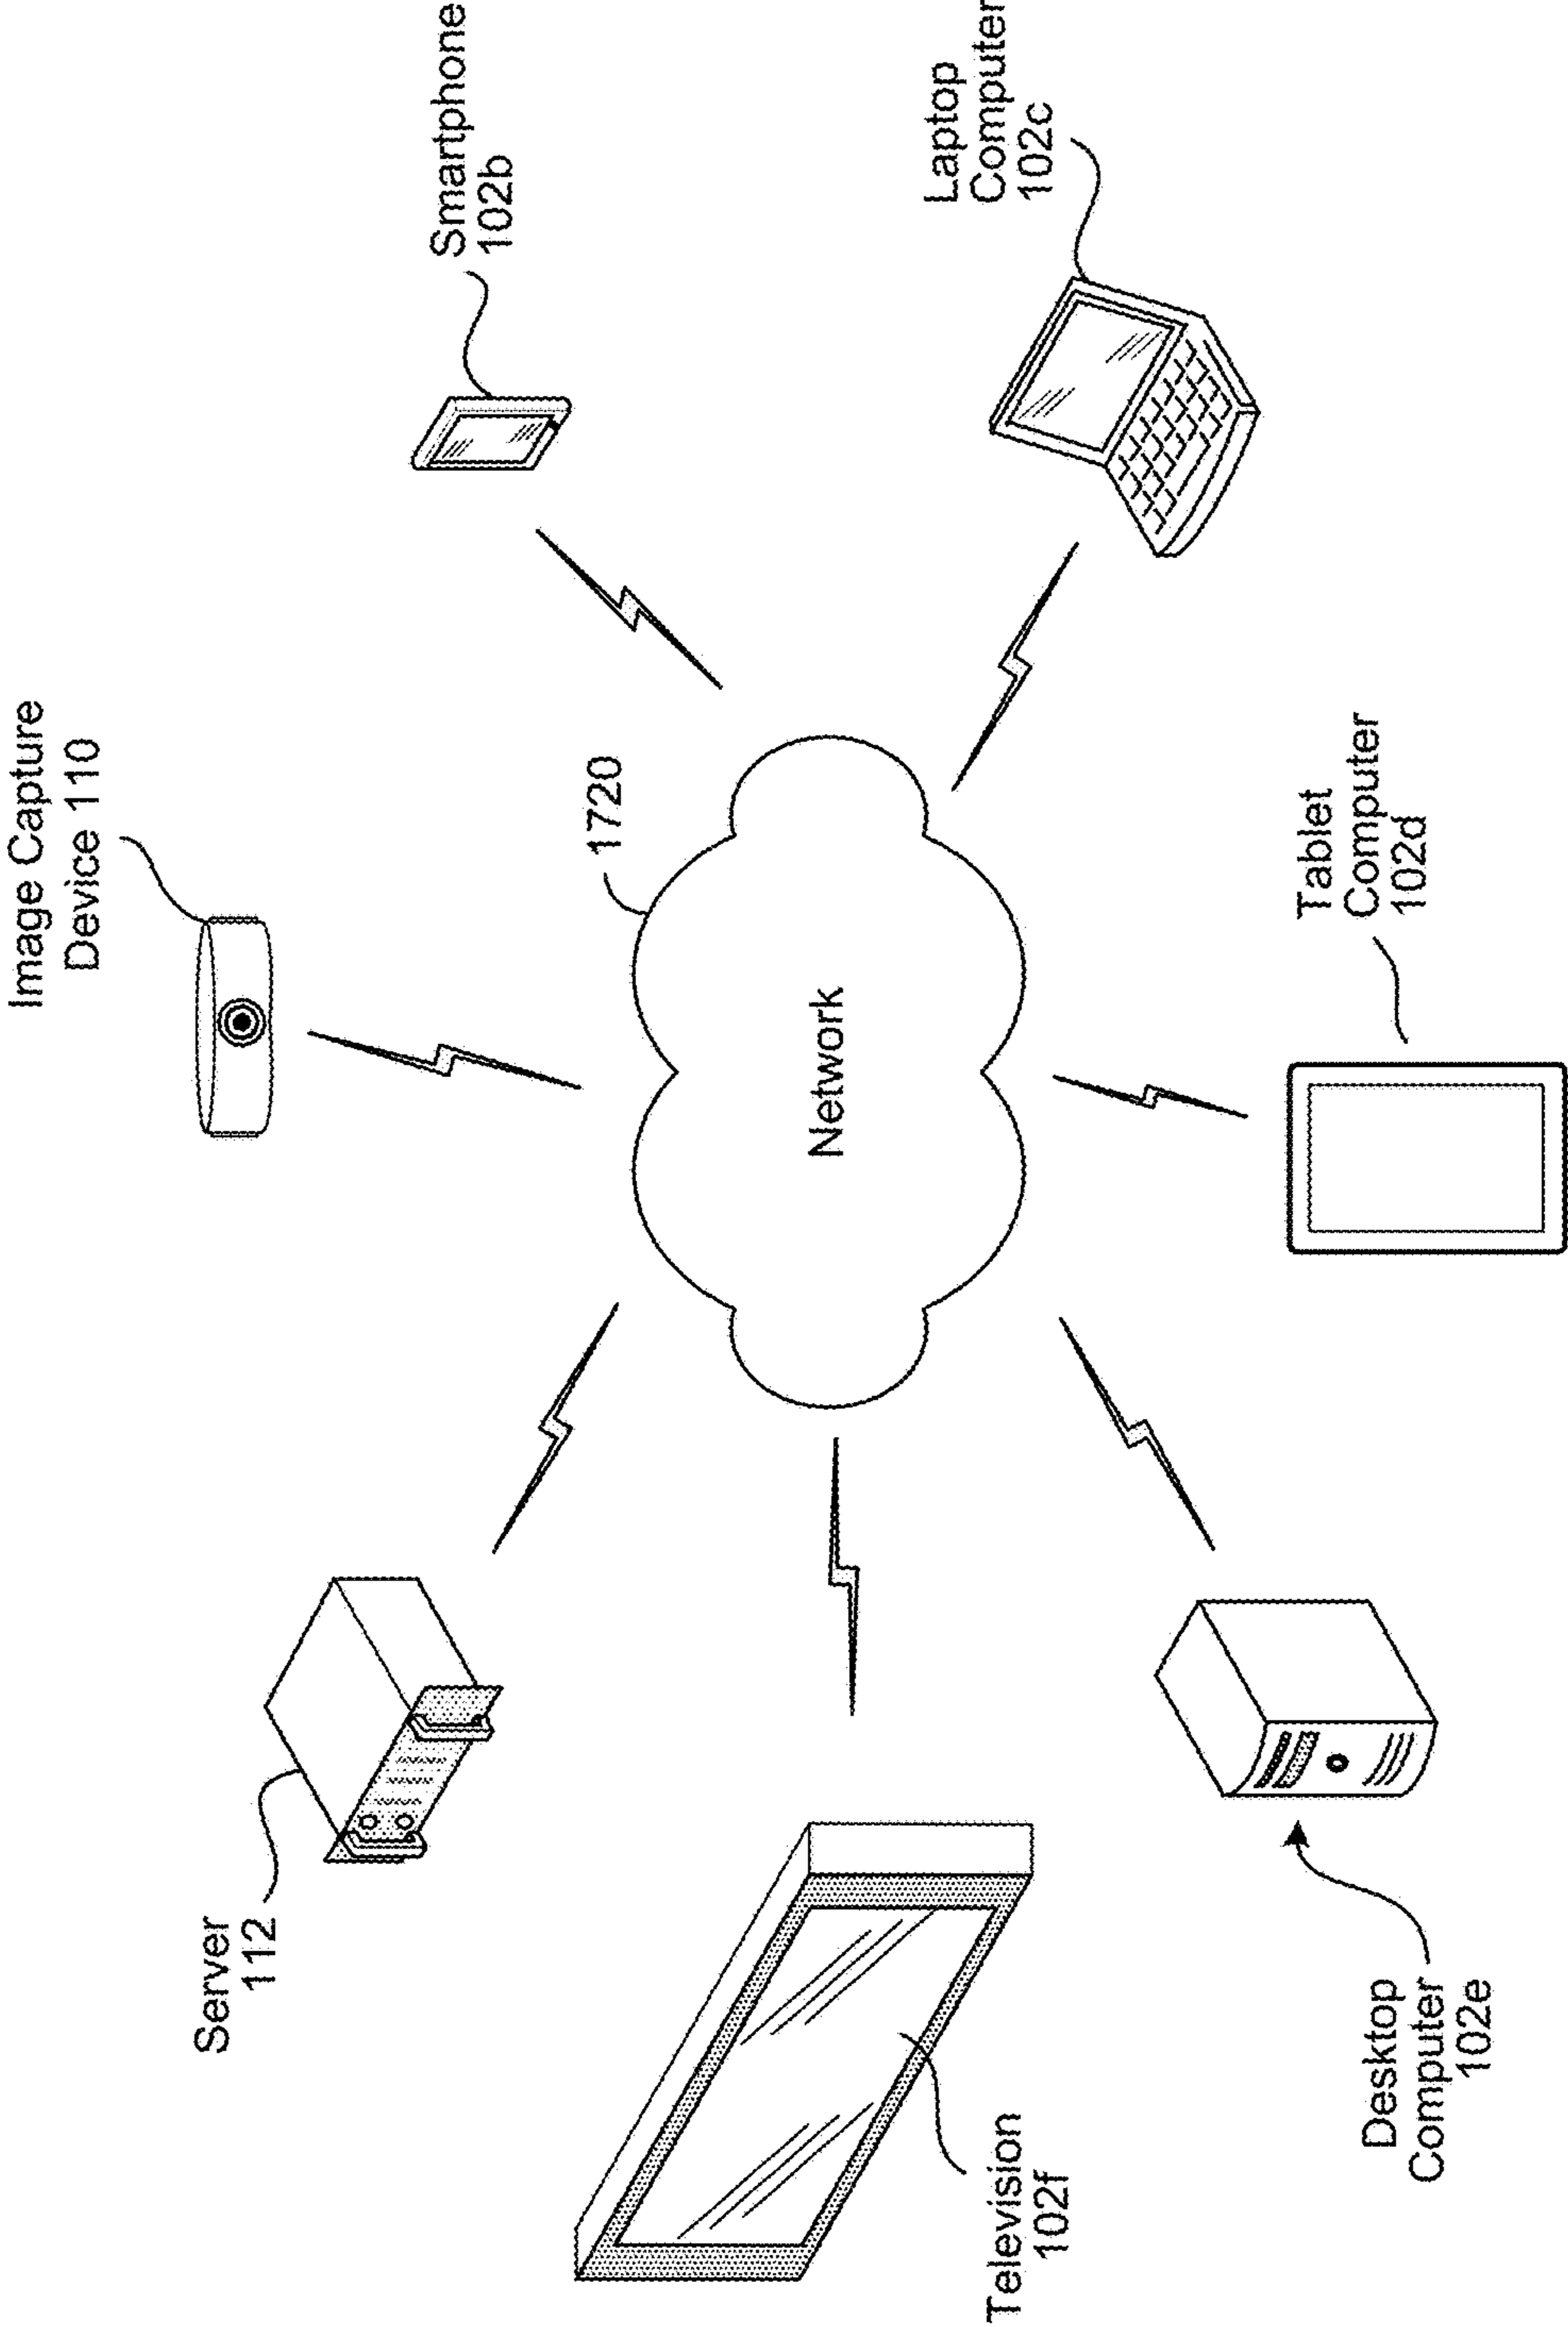 Server
112
Image Capture
Device 110
Smartphone
102b
1720
Network
Television
102f
Laptop
Computer
102c
Tablet
Computer
102d
Desktop
Computer
102e